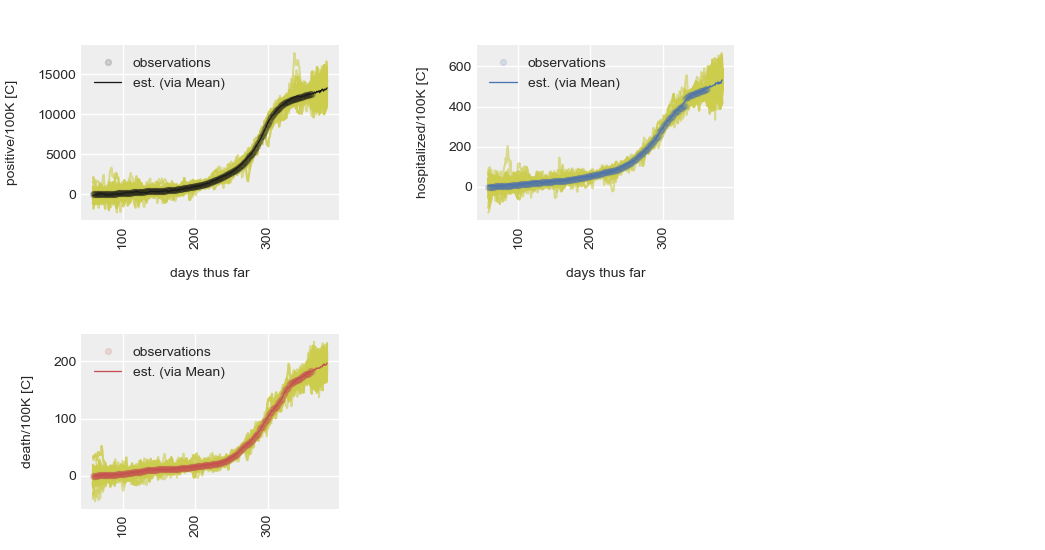 positive/100K [C]
15000
10000
5000
0
observations
est. (via Mean)
100
200
300
days thus far
hospitalized/100K [C]
600
400
200
0
observations
est. (via Mean)
100
200
300
days thus far
death/100K [C]
200
100
0
observations
est. (via Mean)
100
200
300